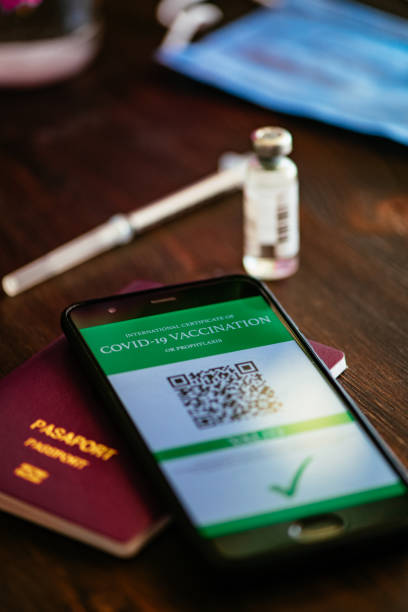 INTERNATIONAL CERTIFICATE OF
COVID-19 VACCINATION
OR PROPHYLAXIS
PASAPORT
PASSPORT